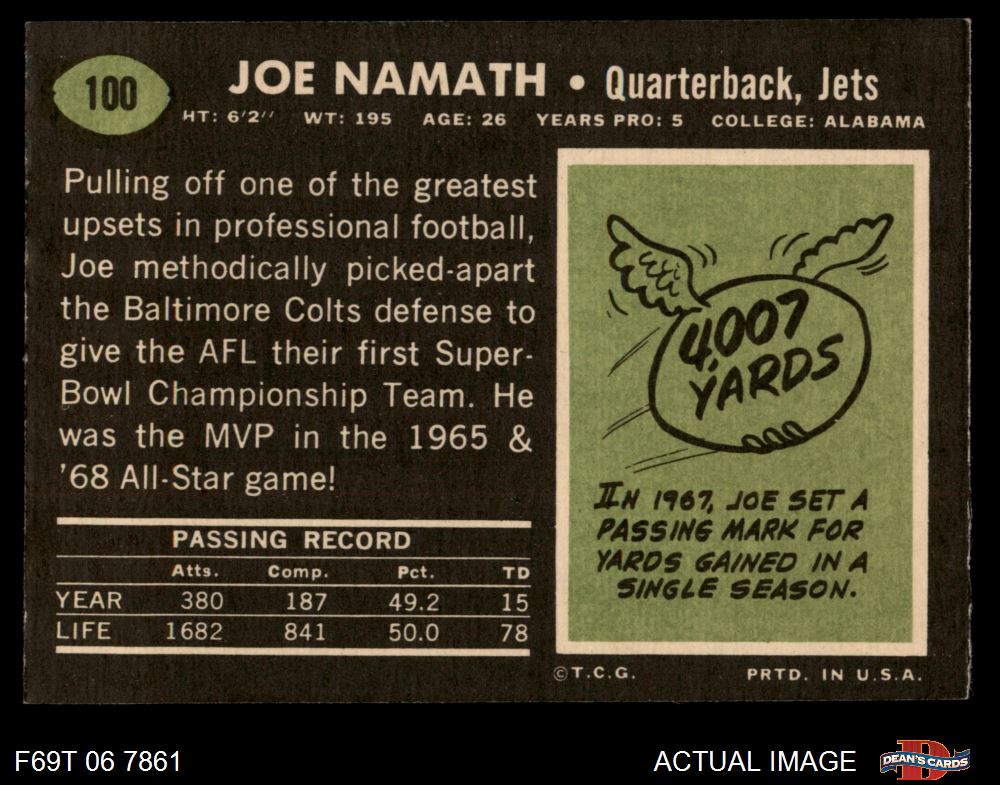 100
JOE NAMATH • Quarterback, Jets
HT: 6'2'' WT: 195 AGE: 26 YEARS PRO: 5 COLLEGE: ALABAMA
Pulling off one of the greatest
upsets in professional football,
Joe methodically picked-apart
the Baltimore Colts defense to
give the AFL their first Super-
Bowl Championship Team. He
was the MVP in the 1965 &
'68 All-Star game!
PASSING RECORD
Atts. Comp. Pct. TD
YEAR 380 187 49.2 15
LIFE 1682 841 50.0 78
4,007
YARDS
IN 1967, JOE SET A
PASSING MARK FOR
YARDS GAINED IN A
SINGLE SEASON.
©T.C.G. PRTD. IN U.S.A.
F69T 06 7861 ACTUAL IMAGE D DEAN'S CARDS